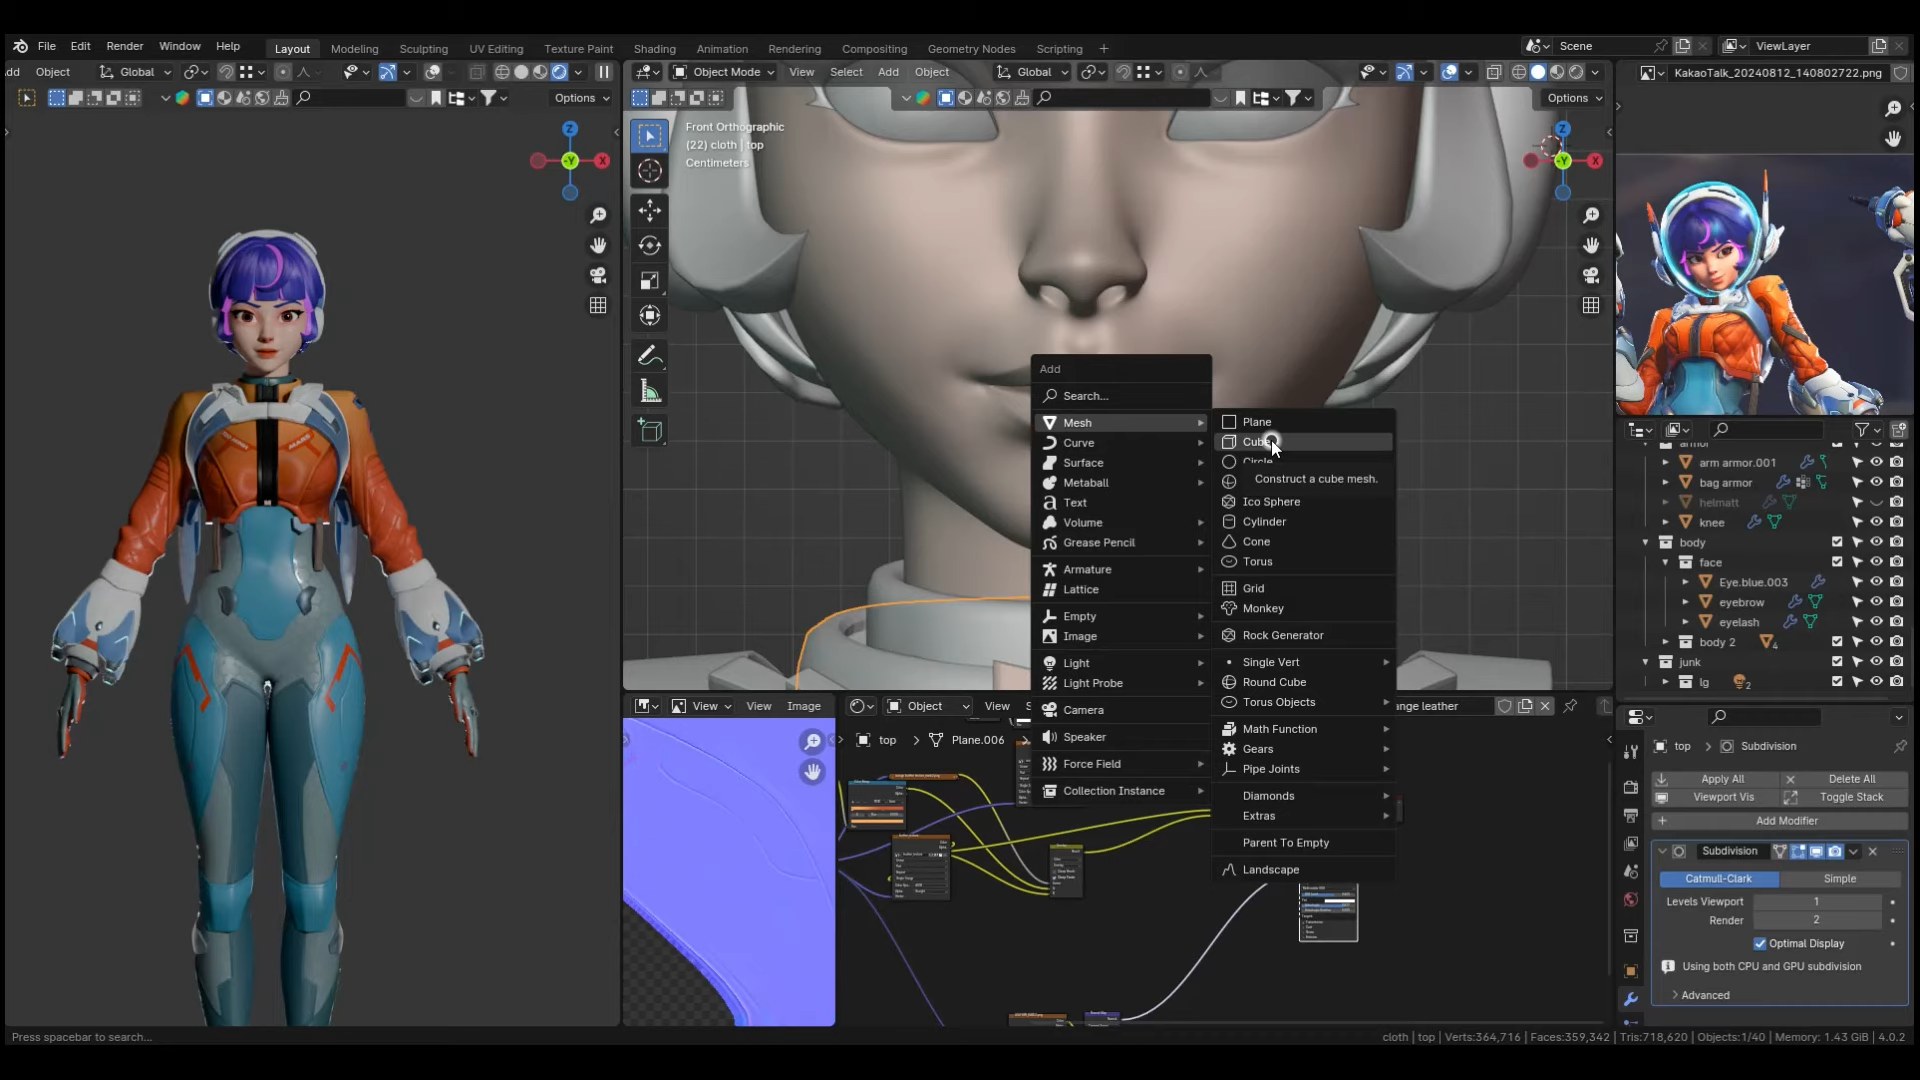 File Edit Render Window Help
Layout Modeling Sculpting UV Editing Texture Paint Shading Animation Rendering Compositing Geometry Nodes Scripting +
Scene
ViewLayer
dd Object Global
Options
Object Mode View Select Add Object Global
Options
KakaoTalk_20240812_140802722.png
Front Orthographic
(22) cloth | top
Centimeters
Z
-Y
X
Z
-Y
X
Add
Search...
Mesh
Curve
Surface
Metaball
Text
Volume
Grease Pencil
Armature
Lattice
Empty
Image
Light
Light Probe
Camera
Speaker
Force Field
Collection Instance
Plane
Cube
Circle
Construct a cube mesh.
Ico Sphere
Cylinder
Cone
Torus
Grid
Monkey
Rock Generator
Single Vert
Round Cube
Torus Objects
Math Function
Gears
Pipe Joints
Diamonds
Extras
Parent To Empty
Landscape
MARS
armor
arm armor.001
bag armor
helmatt
knee
body
face
Eye.blue.003
eyebrow
eyelash
body 2
4
junk
lg
2
View View Image
Object View
nge leather
top > Plane.006
top > Subdivision
Apply All Delete All
Viewport Vis Toggle Stack
Add Modifier
Subdivision
Catmull-Clark Simple
Levels Viewport 1
Render 2
Optimal Display
Using both CPU and GPU subdivision
Advanced
Press spacebar to search...
cloth | top | Verts:364,716 | Faces:359,342 | Tris:718,620 | Objects:1/40 | Memory: 1.43 GiB | 4.0.2